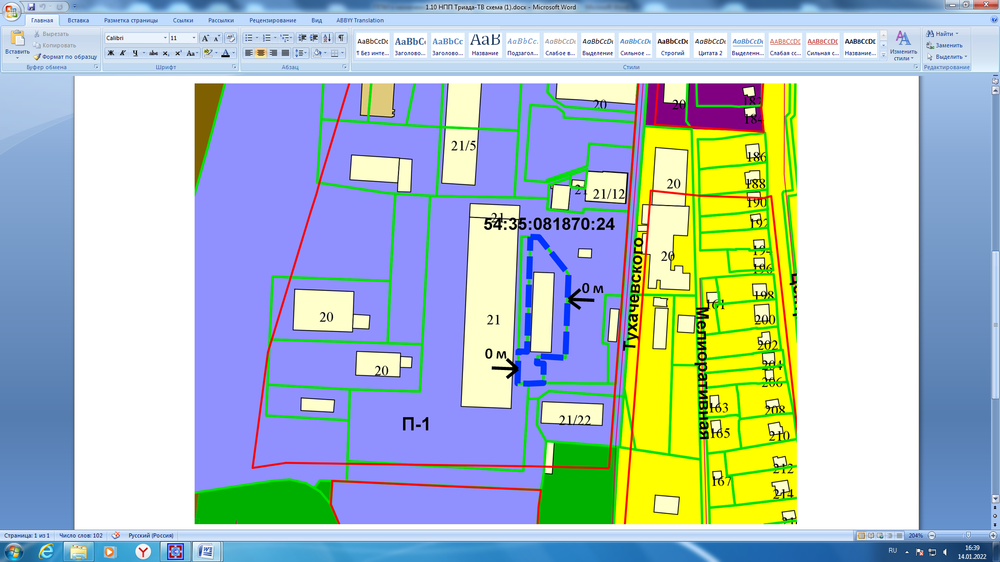 1.10 НПП Триада-ТВ схема (1).docx - Microsoft Word
Главная Вставка Разметка страницы Ссылки Рассылки Рецензирование Вид ABBYY Translation
Вставить
Вырезать
Копировать
Формат по образцу
Буфер обмена
Calibri 11
Шрифт
Абзац
AaBbCcDc AaBbC AaBbCc AaB AaBbCc. AaBbCcDc AaBbCcDc AaBbCcDc AaBbCcDc AaBbCcDc AaBbCcDc AABBCCDE AABBCCDE AABBCCDE
¶ Без инте... Заголово... Заголово... Название Подзагол... Слабое в... Выделение Сильное ... Строгий Цитата 2 Выделенн... Слабая сс... Сильная с... Название...
Стили
Изменить
стили
Найти
Заменить
Выделить
Редактирование
20
20
182
184
21/5
186
20
188
21
21/12
190
21
54:35:081870:24
192
194
20
196
0 м
198
161
20
21
200
Тухачевского
Мелиоративная
202
0 м
204
20
206
163
208
П-1
21/22
165
210
212
167
214
Страница: 1 из 1 Число слов: 102 Русский (Россия) 204%
RU
16:39
14.01.2022